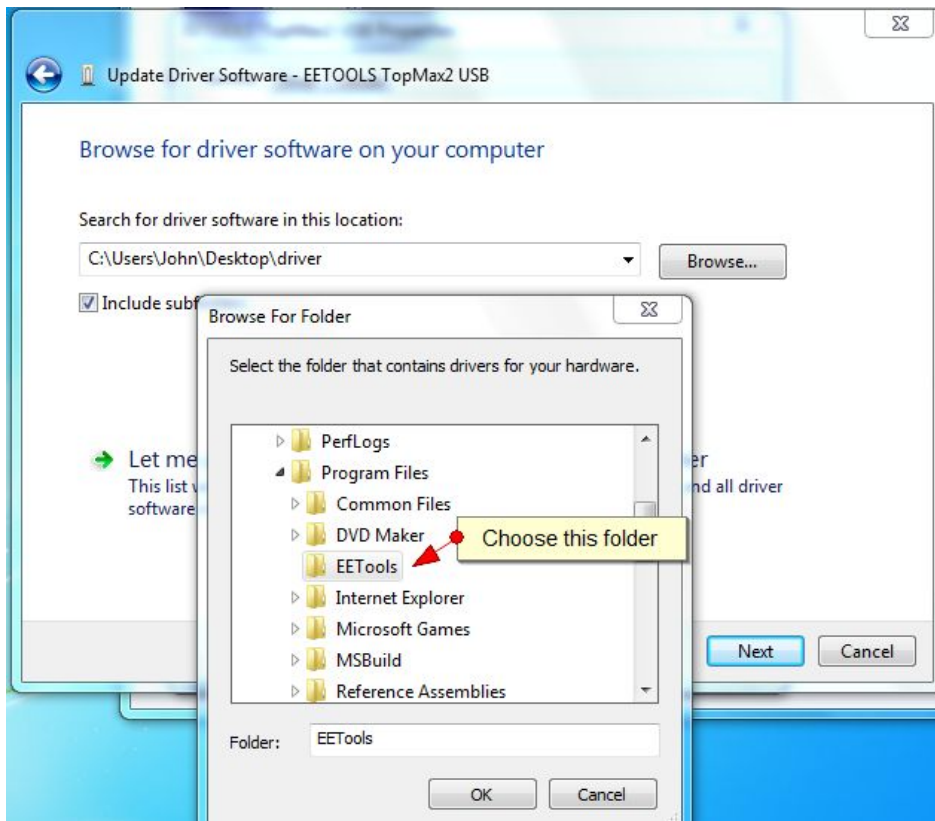 Update Driver Software - EETOOLS TopMax2 USB
Browse for driver software on your computer
Search for driver software in this location:
C:\Users\John\Desktop\driver
Browse...
Include subf
Browse For Folder
Select the folder that contains drivers for your hardware.
PerfLogs
Program Files
Common Files
DVD Maker
EETools
Choose this folder
Internet Explorer
Microsoft Games
MSBuild
Reference Assemblies
Folder: EETools
OK Cancel
Let me
This list
software
nd all driver
Next Cancel